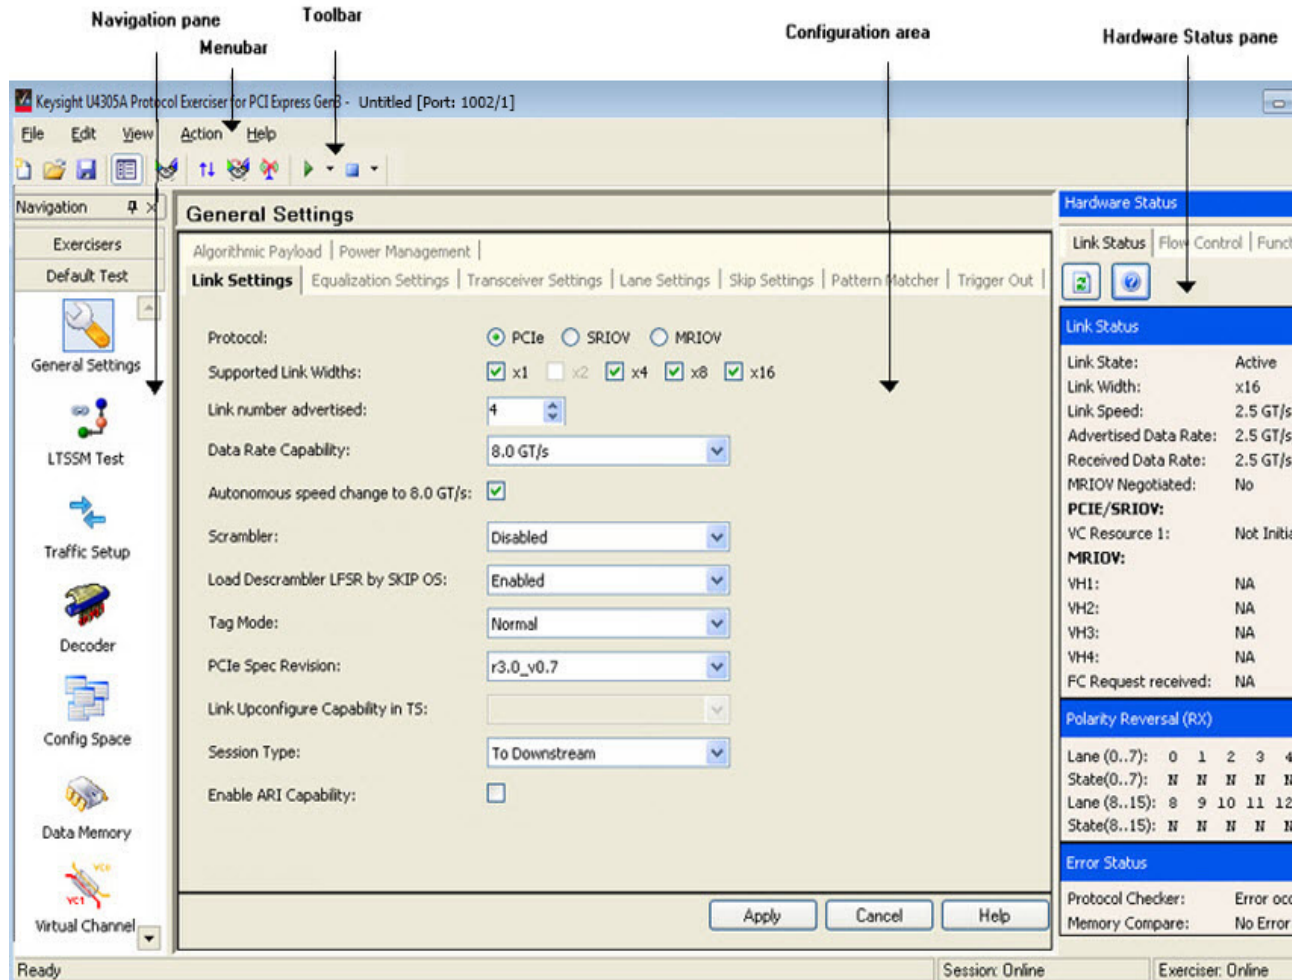 Navigation pane
Toolbar
Menubar
Configuration area
Hardware Status pane
Keysight U4305A Protocol Exerciser for PCI Express Gen3 - Untitled [Port: 1002/1]
File Edit View Action Help
Navigation
Exercisers
Default Test
General Settings
LTSSM Test
Traffic Setup
Decoder
Config Space
Data Memory
VC0
VC1
Virtual Channel
General Settings
Algorithmic Payload | Power Management |
Link Settings | Equalization Settings | Transceiver Settings | Lane Settings | Skip Settings | Pattern Matcher | Trigger Out |
Protocol: PCIe SRIOV MRIOV
Supported Link Widths: x1 x2 x4 x8 x16
Link number advertised: 4
Data Rate Capability: 8.0 GT/s
Autonomous speed change to 8.0 GT/s:
Scrambler: Disabled
Load Descrambler LFSR by SKIP OS: Enabled
Tag Mode: Normal
PCIe Spec Revision: r3.0_v0.7
Link Upconfigure Capability in TS:
Session Type: To Downstream
Enable ARI Capability:
Apply Cancel Help
Hardware Status
Link Status | Flow Control | Funct
Link Status
Link State: Active
Link Width: x16
Link Speed: 2.5 GT/s
Advertised Data Rate: 2.5 GT/s
Received Data Rate: 2.5 GT/s
MRIOV Negotiated: No
PCIE/SRIOV:
VC Resource 1: Not Initia
MRIOV:
VH1: NA
VH2: NA
VH3: NA
VH4: NA
FC Request received: NA
Polarity Reversal (RX)
Lane (0..7): 0 1 2 3 4
State(0..7): N N N N N
Lane (8..15): 8 9 10 11 12
State(8..15): N N N N N
Error Status
Protocol Checker: Error occ
Memory Compare: No Error
Ready
Session: Online
Exerciser: Online